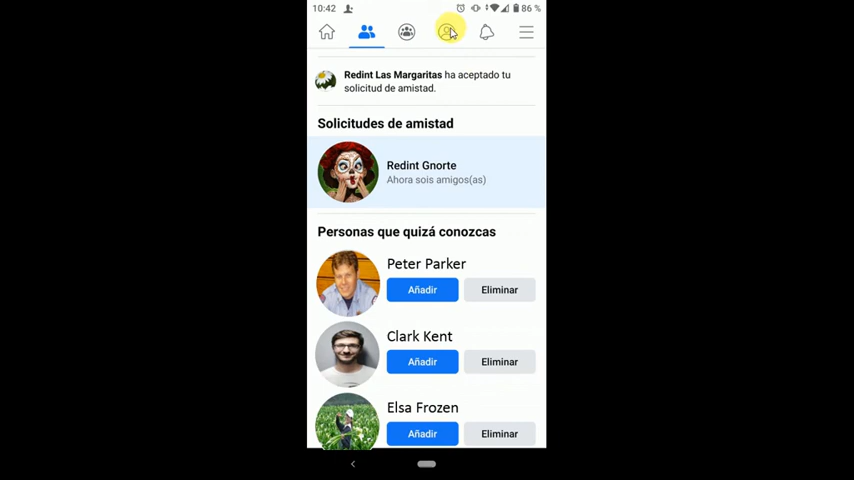 10:42
86 %
Redint Las Margaritas ha aceptado tu
solicitud de amistad.
Solicitudes de amistad
Redint Gnorte
Ahora sois amigos(as)
Personas que quizá conozcas
Peter Parker
Añadir Eliminar
Clark Kent
Añadir Eliminar
Elsa Frozen
Añadir Eliminar